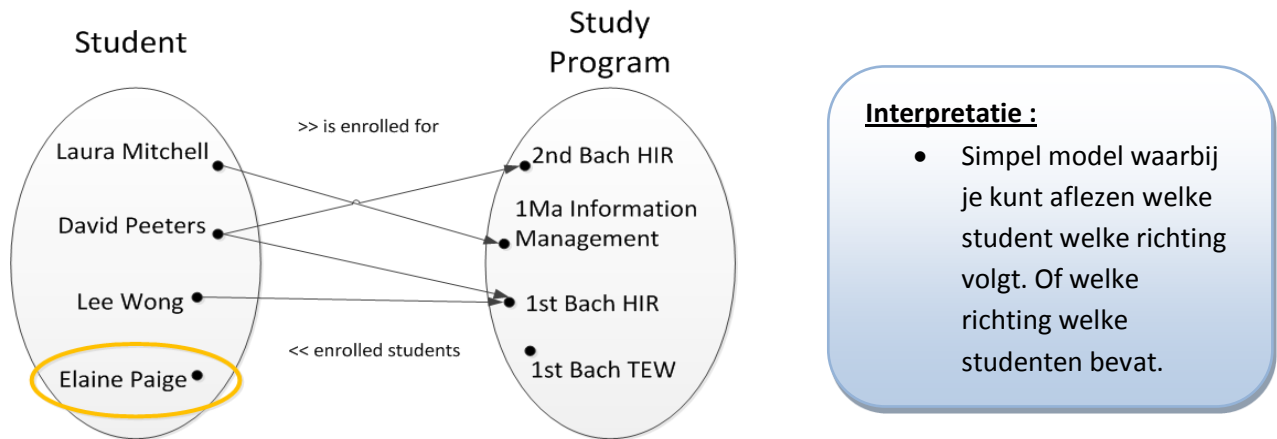 Student
Study
Program
>> is enrolled for
Laura Mitchell
David Peeters
Lee Wong
Elaine Paige
2nd Bach HIR
1Ma Information
Management
1st Bach HIR
1st Bach TEW
<< enrolled students
Interpretatie :
• Simpel model waarbij
je kunt aflezen welke
student welke richting
volgt. Of welke
richting welke
studenten bevat.